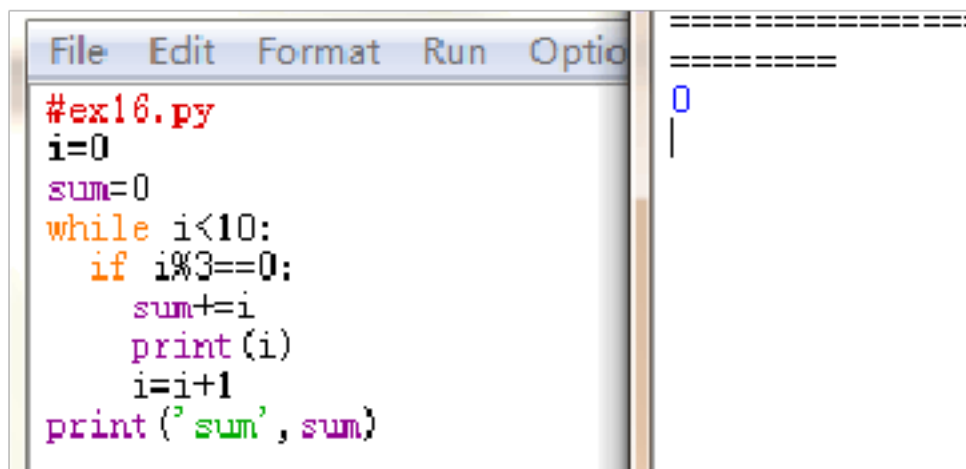 File Edit Format Run Optio
#ex16.py
i=0
sum=0
while i<10:
  if i%3==0:
    sum+=i
    print(i)
    i=i+1
print('sum',sum)
===============
========
0